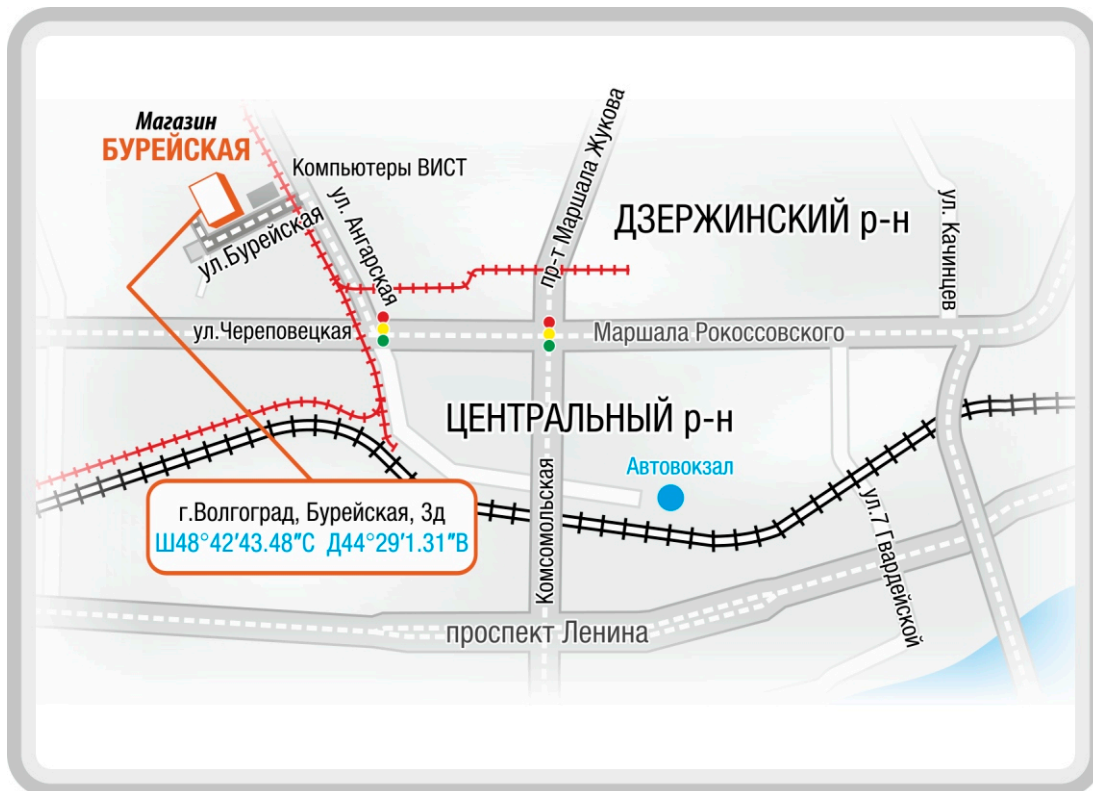 Магазин
БУРЕЙСКАЯ
Компьютеры ВИСТ
ул. Ангарская
ул.Бурейская
пр-т Маршала Жукова
ДЗЕРЖИНСКИЙ р-н
ул. Качинцев
ул.Череповецкая
Маршала Рокоссовского
ЦЕНТРАЛЬНЫЙ р-н
Автовокзал
Комсомольская
ул.7 Гвардейской
г.Волгоград, Бурейская, 3д
Ш48°42′43.48″С Д44°29′1.31″В
проспект Ленина